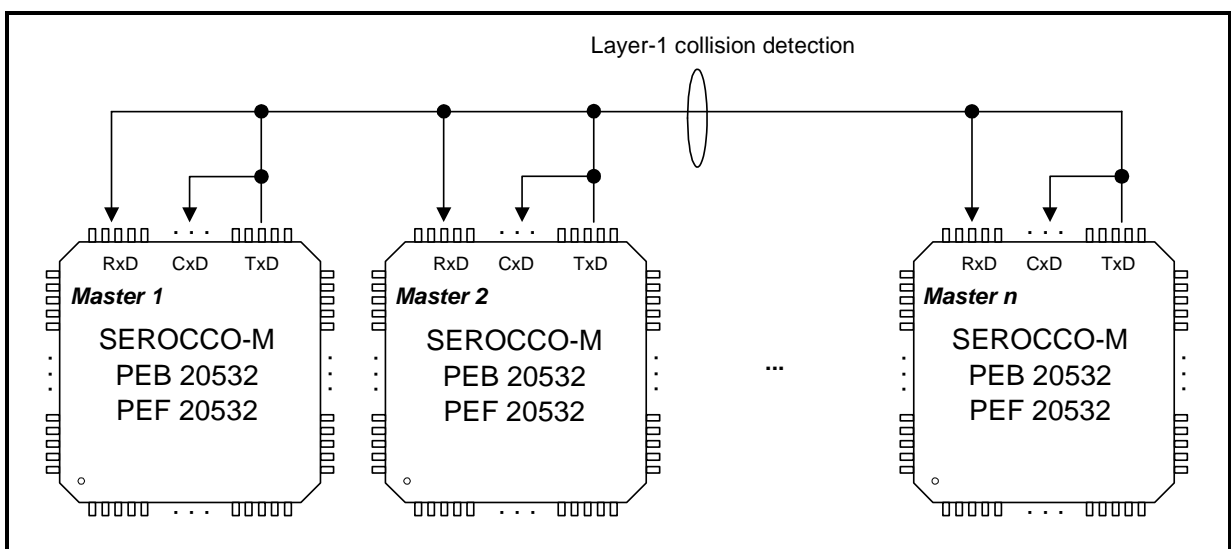 Layer-1 collision detection
. . .
. . .
. . .
RxD CxD TxD
RxD CxD TxD
RxD CxD TxD
Master 1
Master 2
Master n
SEROCCO-M
PEB 20532
PEF 20532
SEROCCO-M
PEB 20532
PEF 20532
...
SEROCCO-M
PEB 20532
PEF 20532
. . .
. . .
. . .